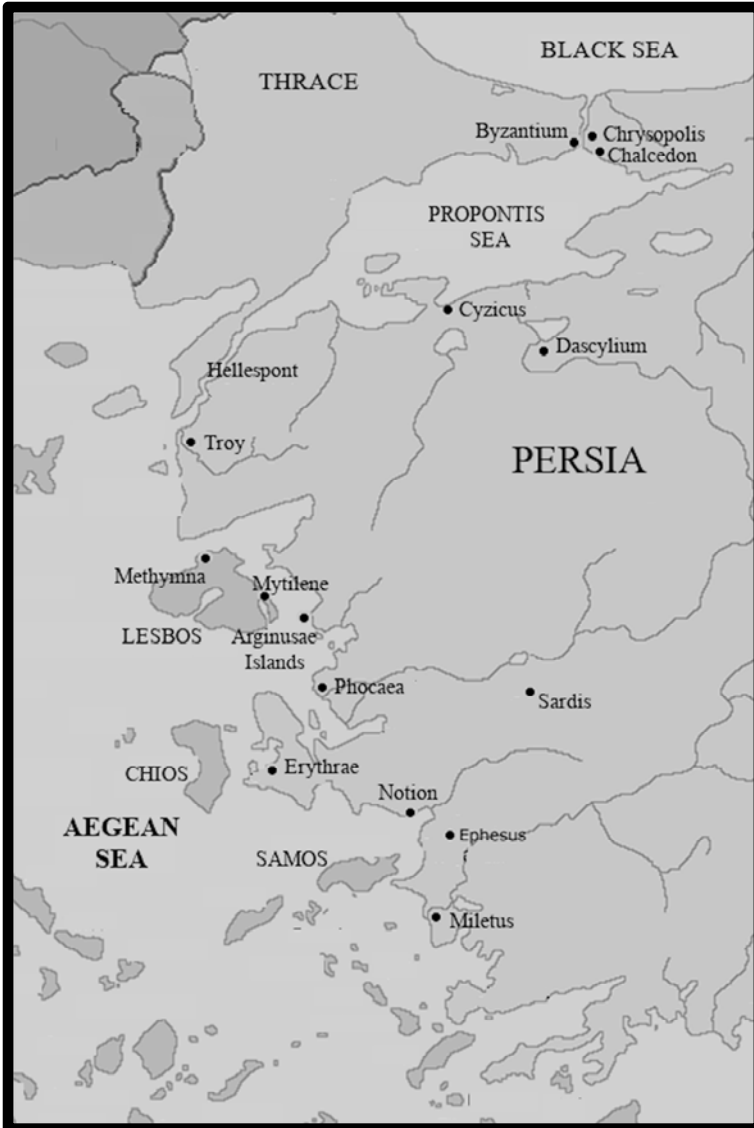 BLACK SEA
THRACE
Byzantium
Chrysopolis
Chalcedon
PROPONTIS
SEA
Cyzicus
Dascylium
Hellespont
Troy
PERSIA
Methymna
Mytilene
LESBOS
Arginusae
Islands
Phocaea
Sardis
CHIOS
Erythrae
Notion
AEGEAN
SEA
Ephesus
SAMOS
Miletus